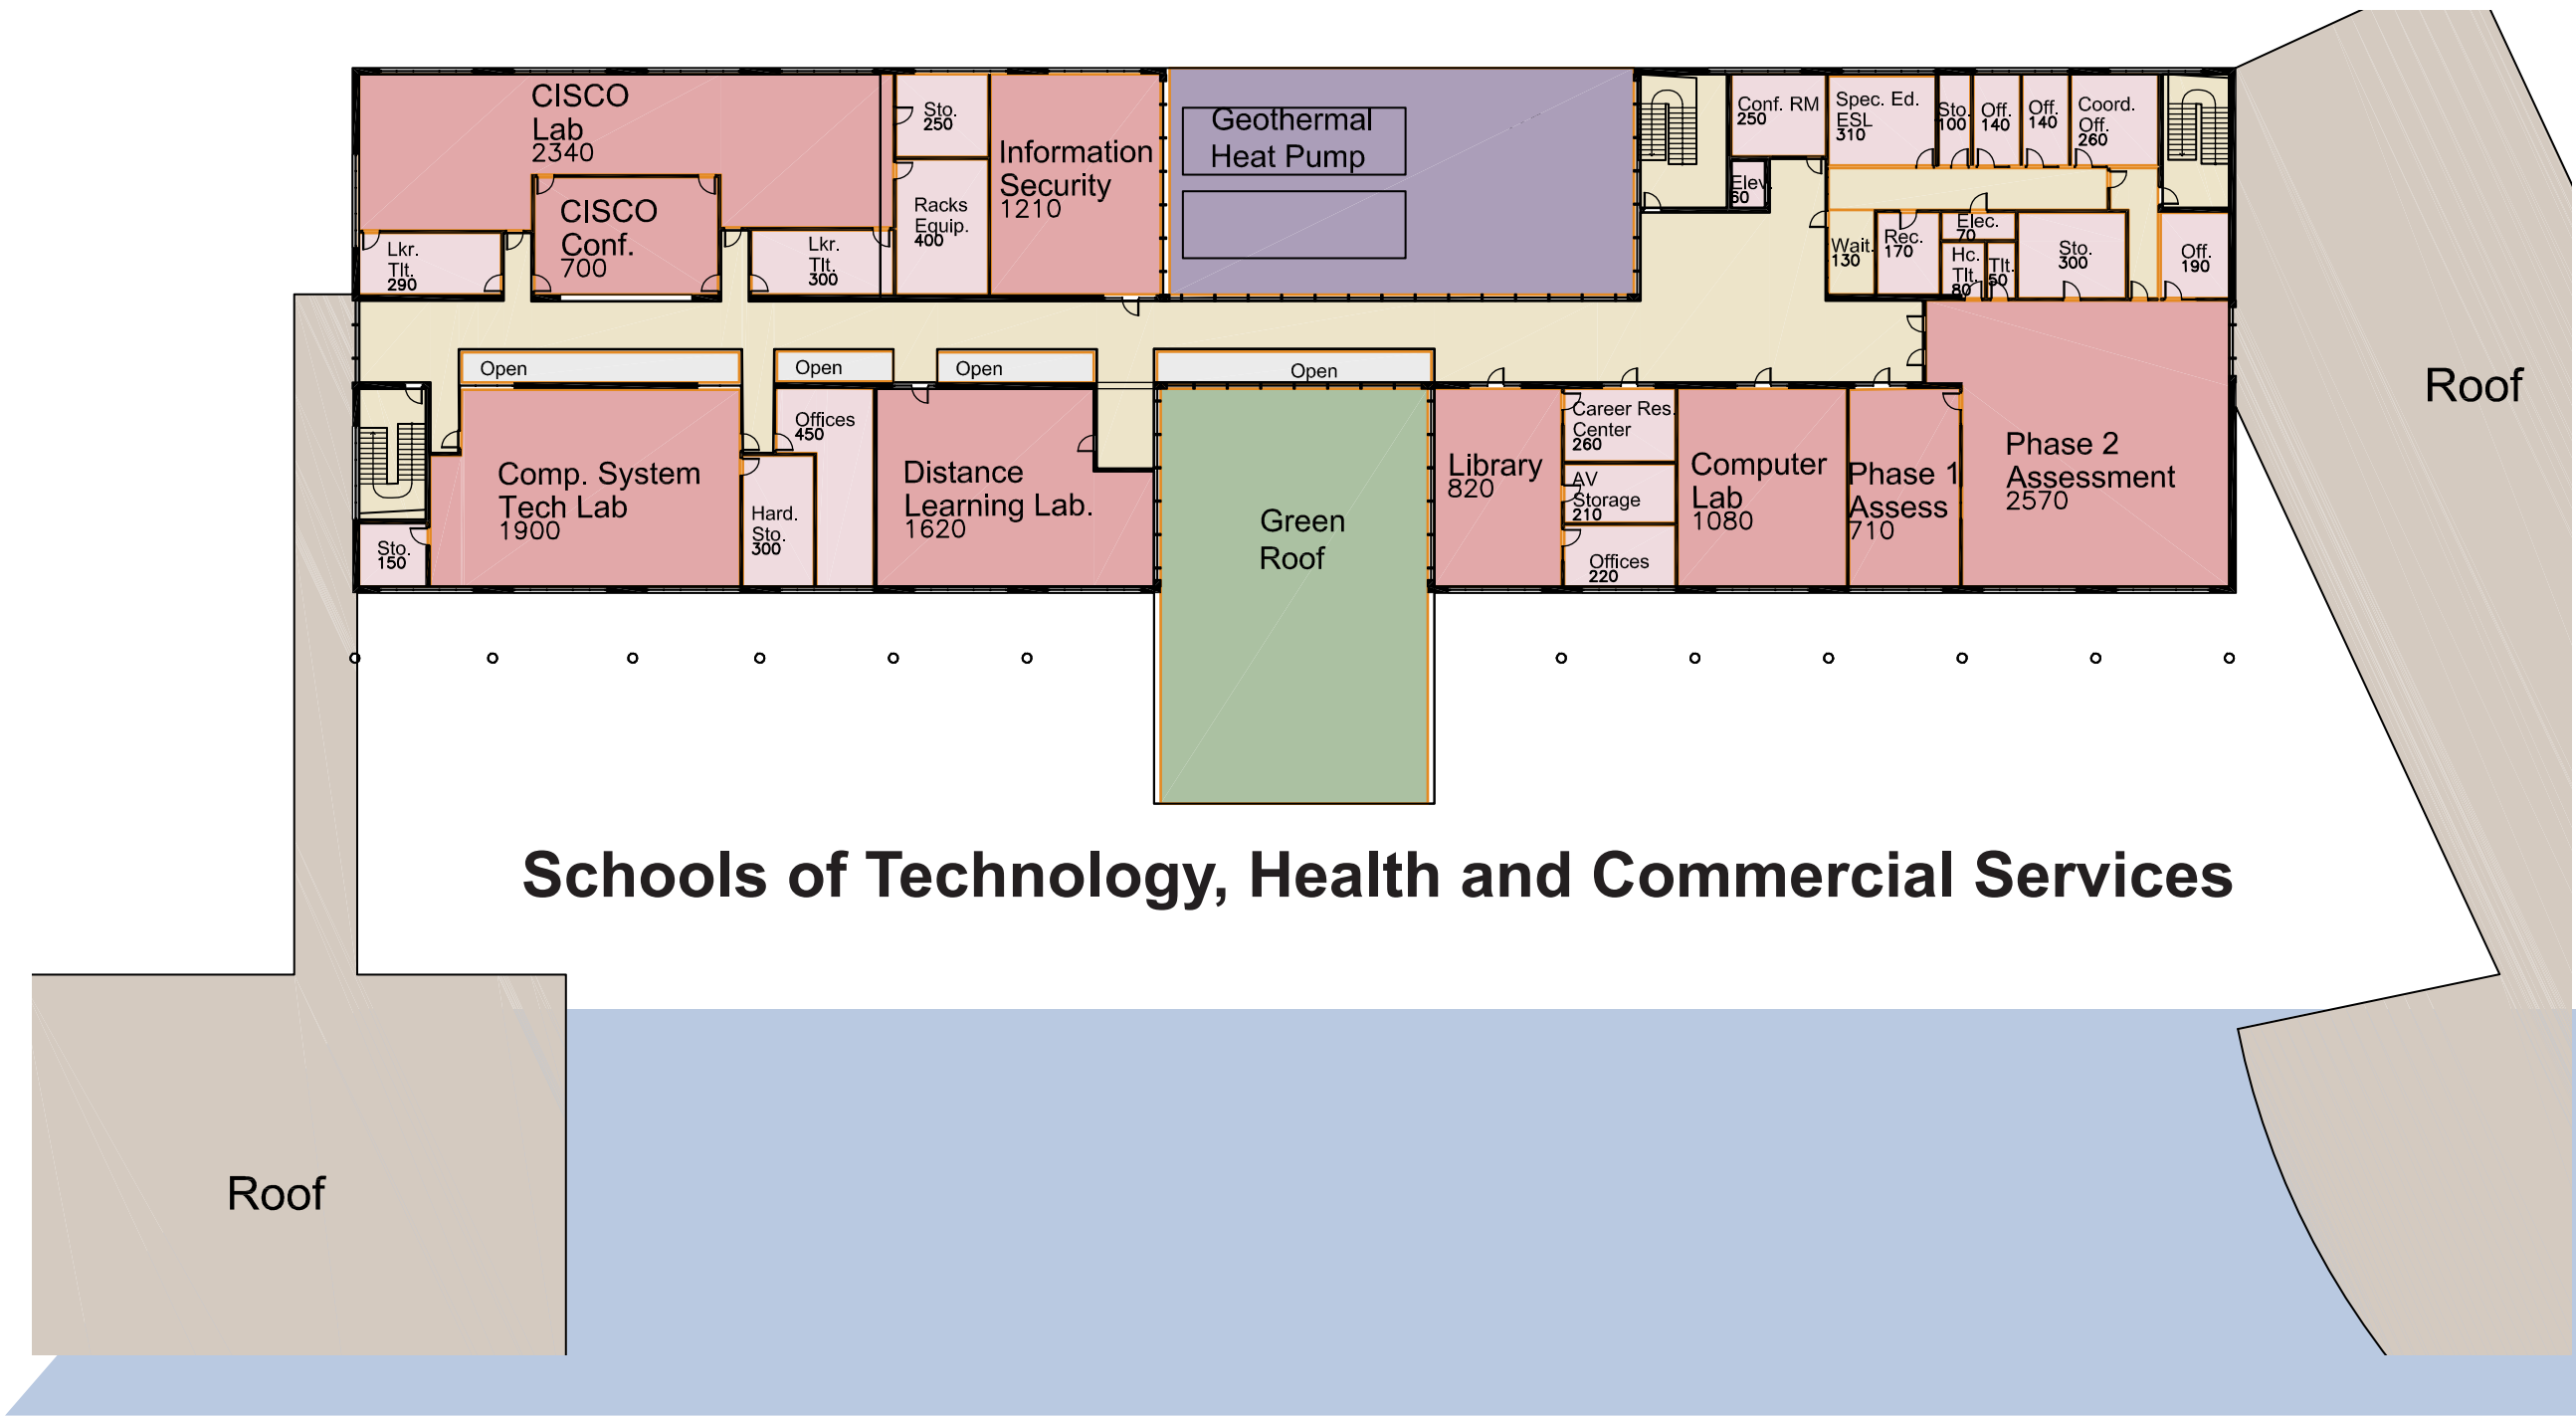 CISCO
Lab
2340
CISCO
Conf.
700
Lkr.
Tlt.
290
Lkr.
Tlt.
300
Sto.
250
Racks
Equip.
400
Information
Security
1210
Geothermal
Heat Pump
Conf. RM
250
Elev.
60
Spec. Ed.
ESL
310
Sto.
100
Off.
140
Off.
140
Coord.
Off.
260
Wait.
130
Rec.
170
Elec.
70
Hc.
Tlt.
80
Tlt.
50
Sto.
300
Off.
190
Open
Open
Open
Open
Sto.
150
Comp. System
Tech Lab
1900
Offices
450
Hard.
Sto.
300
Distance
Learning Lab.
1620
Green
Roof
Library
820
Career Res.
Center
260
AV
Storage
210
Offices
220
Computer
Lab
1080
Phase 1
Assess
710
Phase 2
Assessment
2570
Roof
Schools of Technology, Health and Commercial Services
Roof